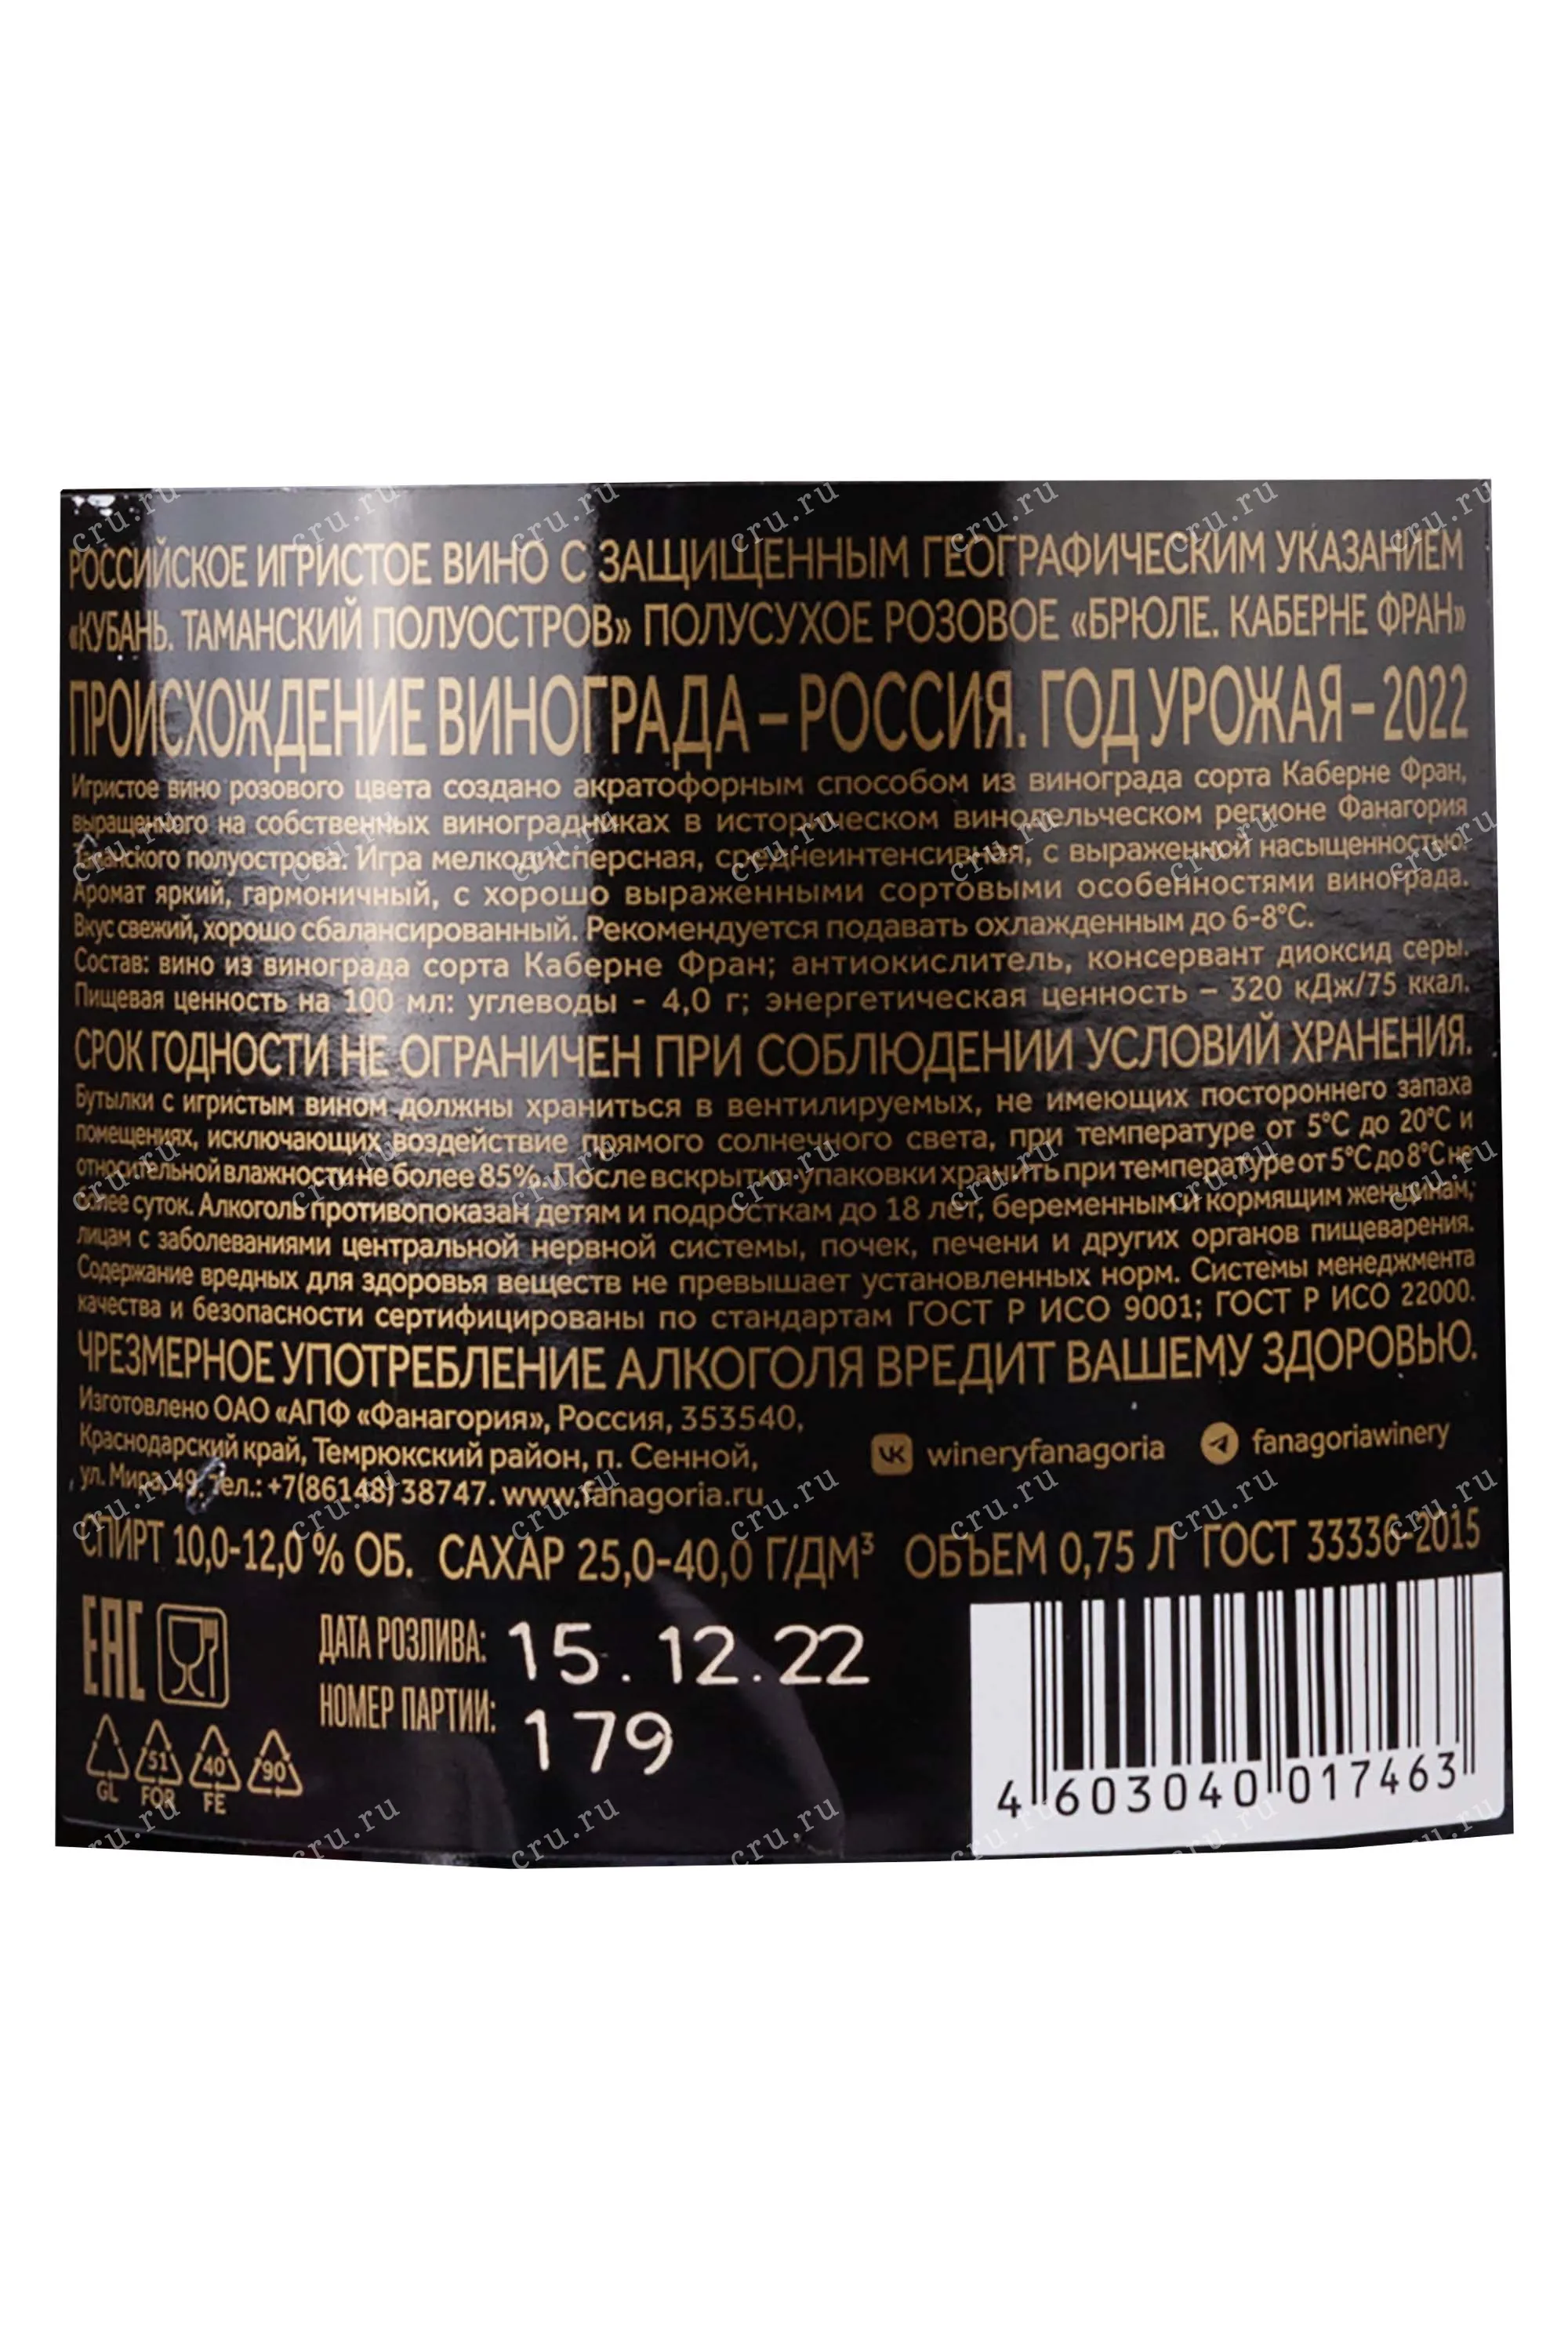 РОССИЙСКОЕ ИГРИСТОЕ ВИНО С ЗАЩИЩЕННЫМ ГЕОГРАФИЧЕСКИМ УКАЗАНИЕМ
«КУБАНЬ. ТАМАНСКИЙ ПОЛУОСТРОВ» ПОЛУСУХОЕ РОЗОВОЕ «БРЮЛЕ. КАБЕРНЕ ФРАН»
ПРОИСХОЖДЕНИЕ ВИНОГРАДА – РОССИЯ. ГОД УРОЖАЯ – 2022
Игристое вино розового цвета создано акратофорным способом из винограда сорта Каберне Фран,
выращенного на собственных виноградниках в историческом винодельческом регионе Фанагория
Таманского полуострова. Игра мелкодисперсная, среднеинтенсивная, с выраженной насыщенностью.
Аромат яркий, гармоничный, с хорошо выраженными сортовыми особенностями винограда.
Вкус свежий, хорошо сбалансированный. Рекомендуется подавать охлажденным до 6-8°С.
Состав: вино из винограда сорта Каберне Фран; антиокислитель, консервант диоксид серы.
Пищевая ценность на 100 мл: углеводы - 4,0 г; энергетическая ценность – 320 кДж/75 ккал.
СРОК ГОДНОСТИ НЕ ОГРАНИЧЕН ПРИ СОБЛЮДЕНИИ УСЛОВИЙ ХРАНЕНИЯ.
Бутылки с игристым вином должны храниться в вентилируемых, не имеющих постороннего запаха
помещениях, исключающих воздействие прямого солнечного света, при температуре от 5°С до 20°С и
относительной влажности не более 85%. После вскрытия упаковки хранить при температуре от 5°С до 8°С не
более суток. Алкоголь противопоказан детям и подросткам до 18 лет, беременным и кормящим женщинам,
лицам с заболеваниями центральной нервной системы, почек, печени и других органов пищеварения.
Содержание вредных для здоровья веществ не превышает установленных норм. Системы менеджмента
качества и безопасности сертифицированы по стандартам ГОСТ Р ИСО 9001; ГОСТ Р ИСО 22000.
ЧРЕЗМЕРНОЕ УПОТРЕБЛЕНИЕ АЛКОГОЛЯ ВРЕДИТ ВАШЕМУ ЗДОРОВЬЮ.
Изготовлено ОАО «АПФ «Фанагория», Россия, 353540,
Краснодарский край, Темрюкский район, п. Сенной,
ул. Мира, 49. Тел.: +7(86148) 38747. www.fanagoria.ru
wineryfanagoria fanagoriawinery
СПИРТ 10,0-12,0 % ОБ. САХАР 25,0-40,0 Г/ДМ³ ОБЪЕМ 0,75 Л ГОСТ 33336-2015
ЕАС
ДАТА РОЗЛИВА: 15.12.22
НОМЕР ПАРТИИ: 179
51 40 90
GL FOR FE
4 603040 017463
cru.ru